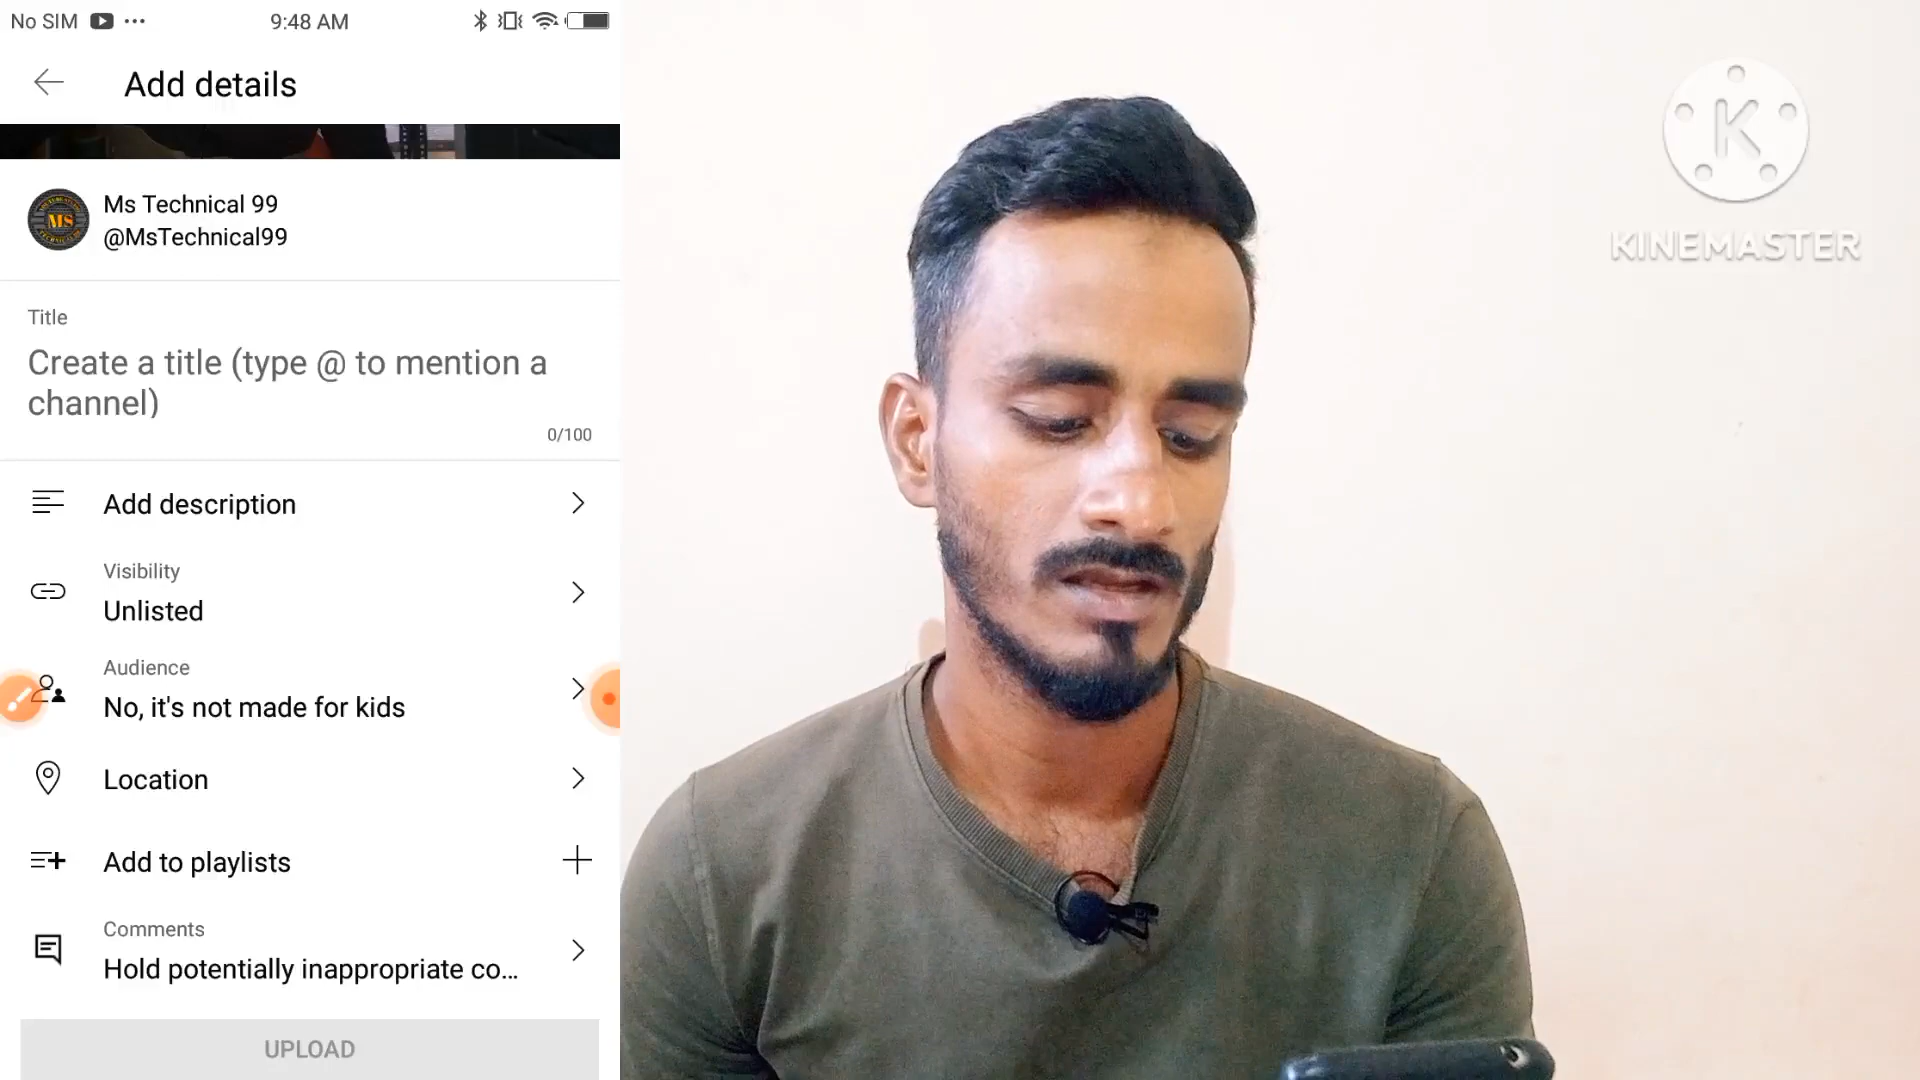 No SIM
9:48 AM
Add details
MS
Ms Technical 99
@MsTechnical99
Title
Create a title (type @ to mention a
channel)
0/100
Add description
Visibility
Unlisted
Audience
No, it's not made for kids
Location
Add to playlists
Comments
Hold potentially inappropriate co...
UPLOAD
K
KINEMASTER